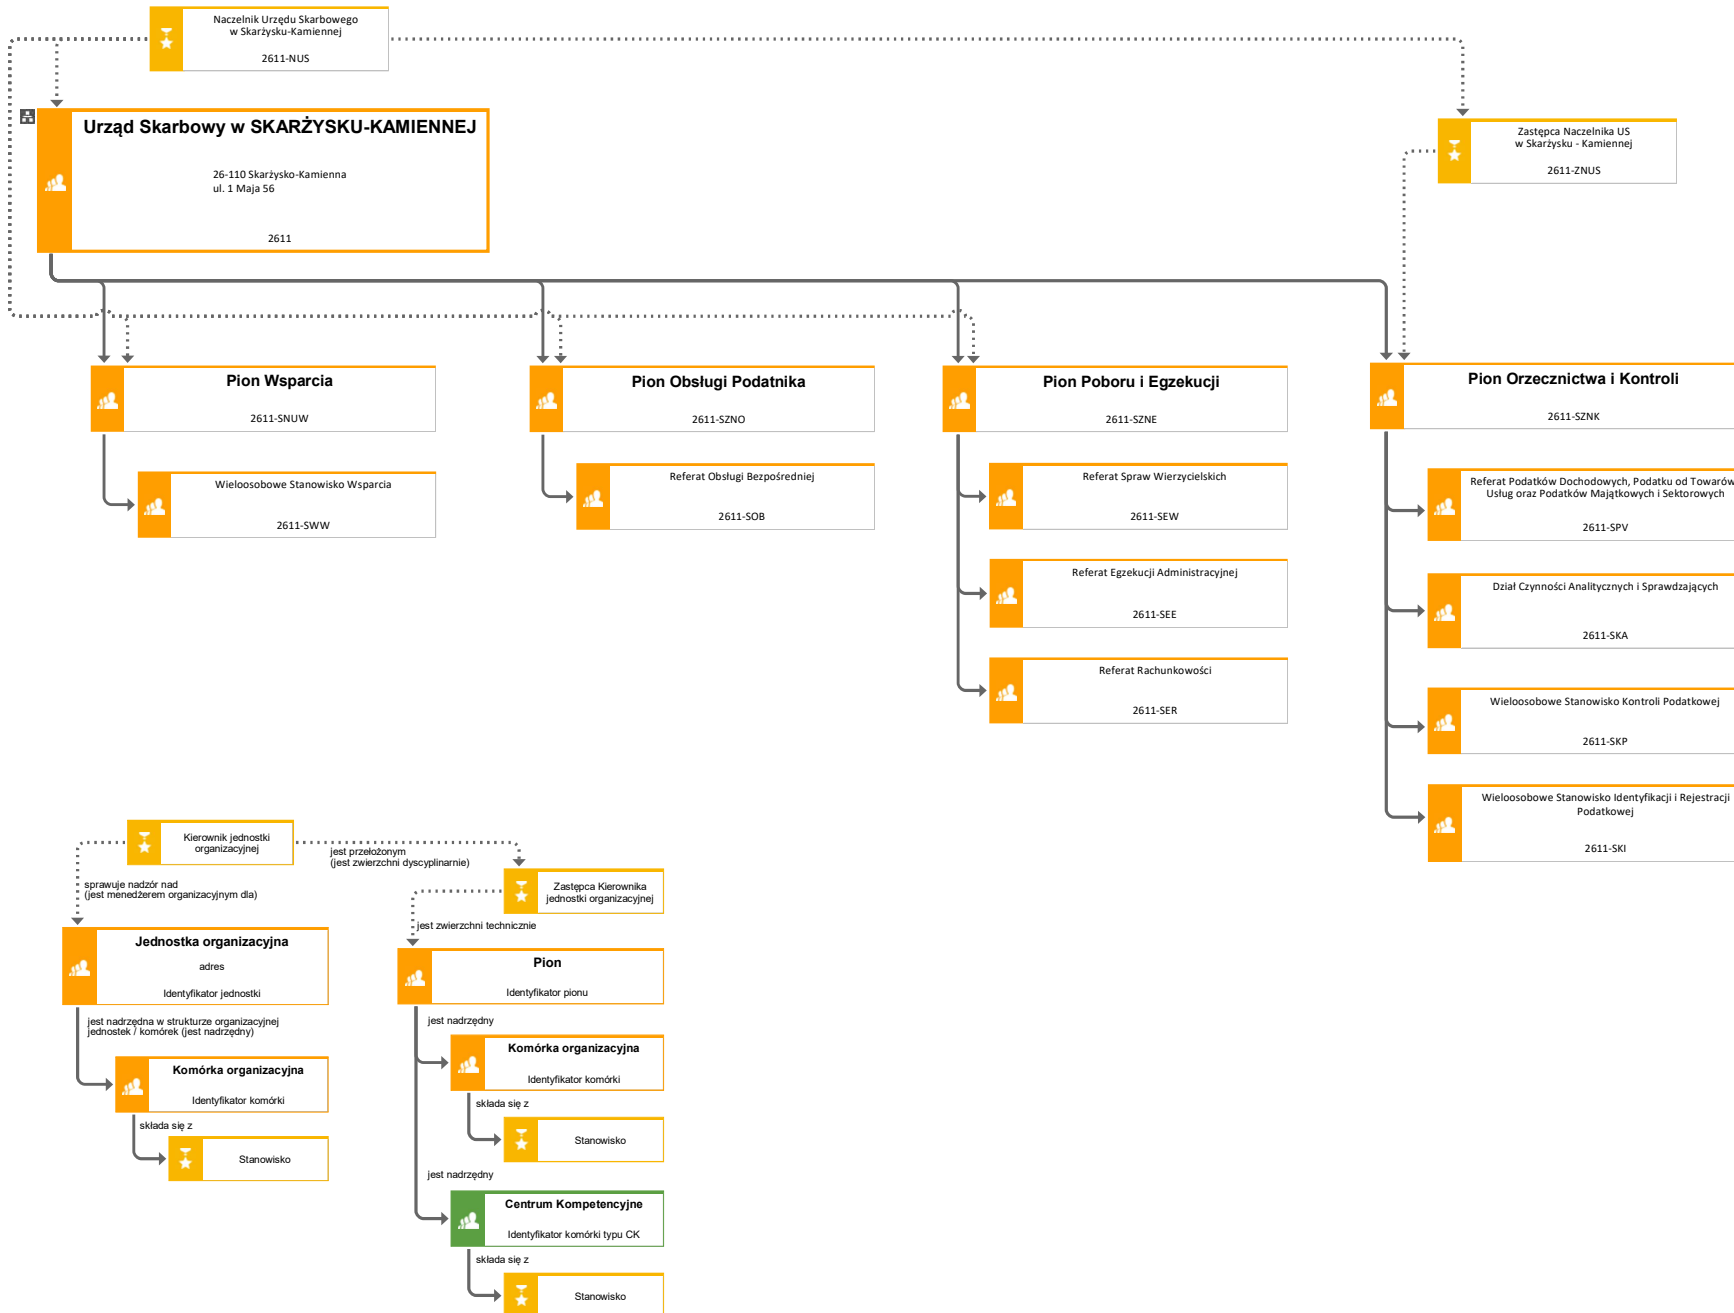 Naczelnik Urzędu Skarbowego
w Skarżysku-Kamiennej
2611-NUS
Urząd Skarbowy w SKARŻYSKU-KAMIENNEJ
26-110 Skarżysko-Kamienna
ul. 1 Maja 56
2611
Zastępca Naczelnika US
w Skarżysku - Kamiennej
2611-ZNUS
Pion Wsparcia
2611-SNUW
Wieloosobowe Stanowisko Wsparcia
2611-SWW
Pion Obsługi Podatnika
2611-SZNO
Referat Obsługi Bezpośredniej
2611-SOB
Pion Poboru i Egzekucji
2611-SZNE
Referat Spraw Wierzycielskich
2611-SEW
Referat Egzekucji Administracyjnej
2611-SEE
Referat Rachunkowości
2611-SER
Pion Orzecznictwa i Kontroli
2611-SZNK
Referat Podatków Dochodowych, Podatku od Towarów
Usług oraz Podatków Majątkowych i Sektorowych
2611-SPV
Dział Czynności Analitycznych i Sprawdzających
2611-SKA
Wieloosobowe Stanowisko Kontroli Podatkowej
2611-SKP
Wieloosobowe Stanowisko Identyfikacji i Rejestracji
Podatkowej
2611-SKI
Kierownik jednostki
organizacyjnej
jest przełożonym
(jest zwierzchni dyscyplinarnie)
sprawuje nadzór nad
(jest menedżerem organizacyjnym dla)
Zastępca Kierownika
jednostki organizacyjnej
jest zwierzchni technicznie
Jednostka organizacyjna
adres
Identyfikator jednostki
jest nadrzędna w strukturze organizacyjnej
jednostek / komórek (jest nadrzędny)
Komórka organizacyjna
Identyfikator komórki
składa się z
Stanowisko
Pion
Identyfikator pionu
jest nadrzędny
Komórka organizacyjna
Identyfikator komórki
składa się z
Stanowisko
jest nadrzędny
Centrum Kompetencyjne
Identyfikator komórki typu CK
składa się z
Stanowisko